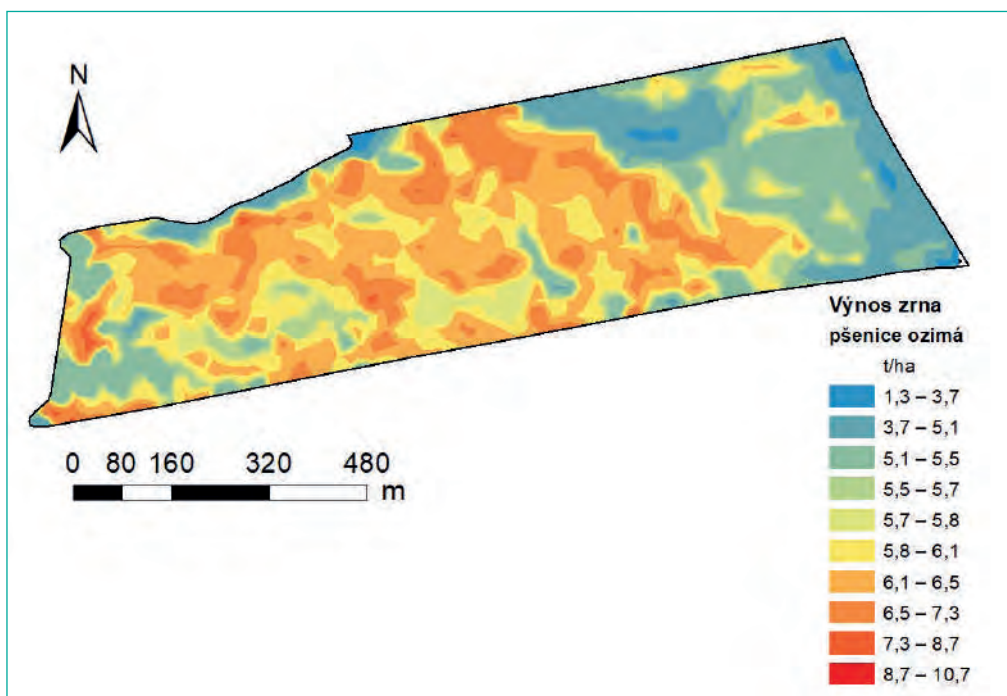 N
0 80 160 320 480
m
Výnos zrna
pšenice ozimá
t/ha
1,3 – 3,7
3,7 – 5,1
5,1 – 5,5
5,5 – 5,7
5,7 – 5,8
5,8 – 6,1
6,1 – 6,5
6,5 – 7,3
7,3 – 8,7
8,7 – 10,7